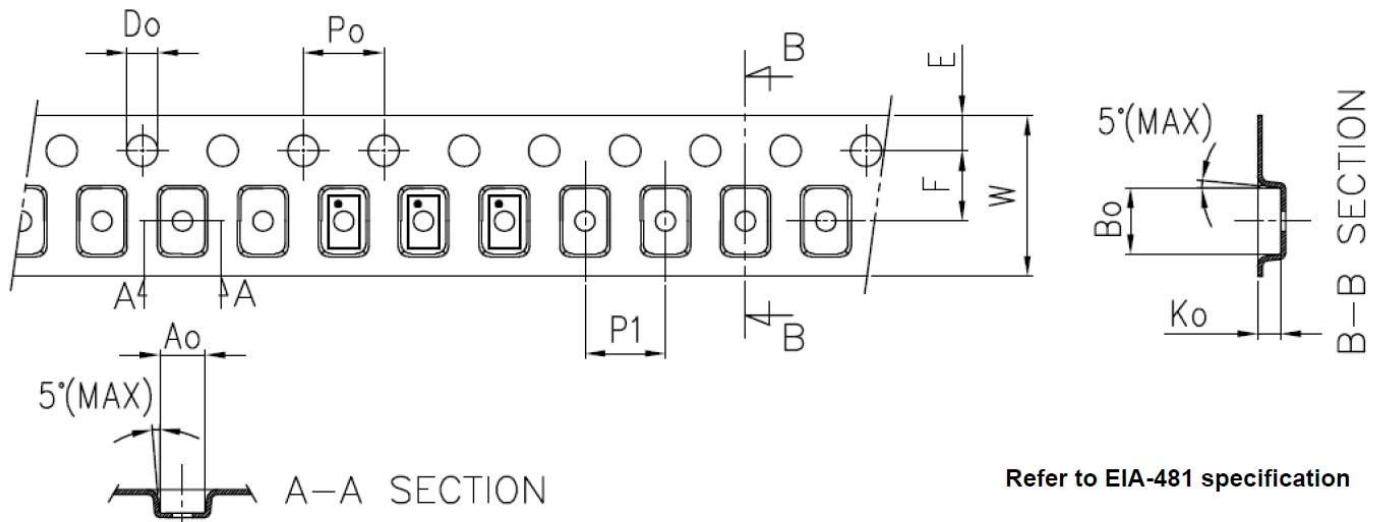 Do
Po
B
E
F
W
A
A
P1
B
Ao
5°(MAX)
A-A SECTION
5°(MAX)
Bo
Ko
B-B SECTION
Refer to EIA-481 specification